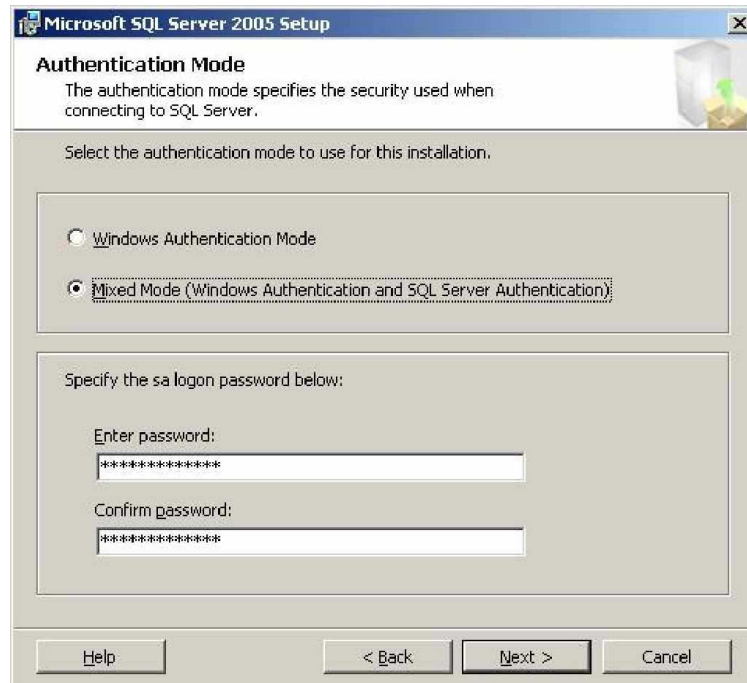 Microsoft SQL Server 2005 Setup
Authentication Mode
The authentication mode specifies the security used when
connecting to SQL Server.
Select the authentication mode to use for this installation.
Windows Authentication Mode
Mixed Mode (Windows Authentication and SQL Server Authentication)
Specify the sa logon password below:
Enter password:
*************
Confirm password:
*************
Help
< Back
Next >
Cancel